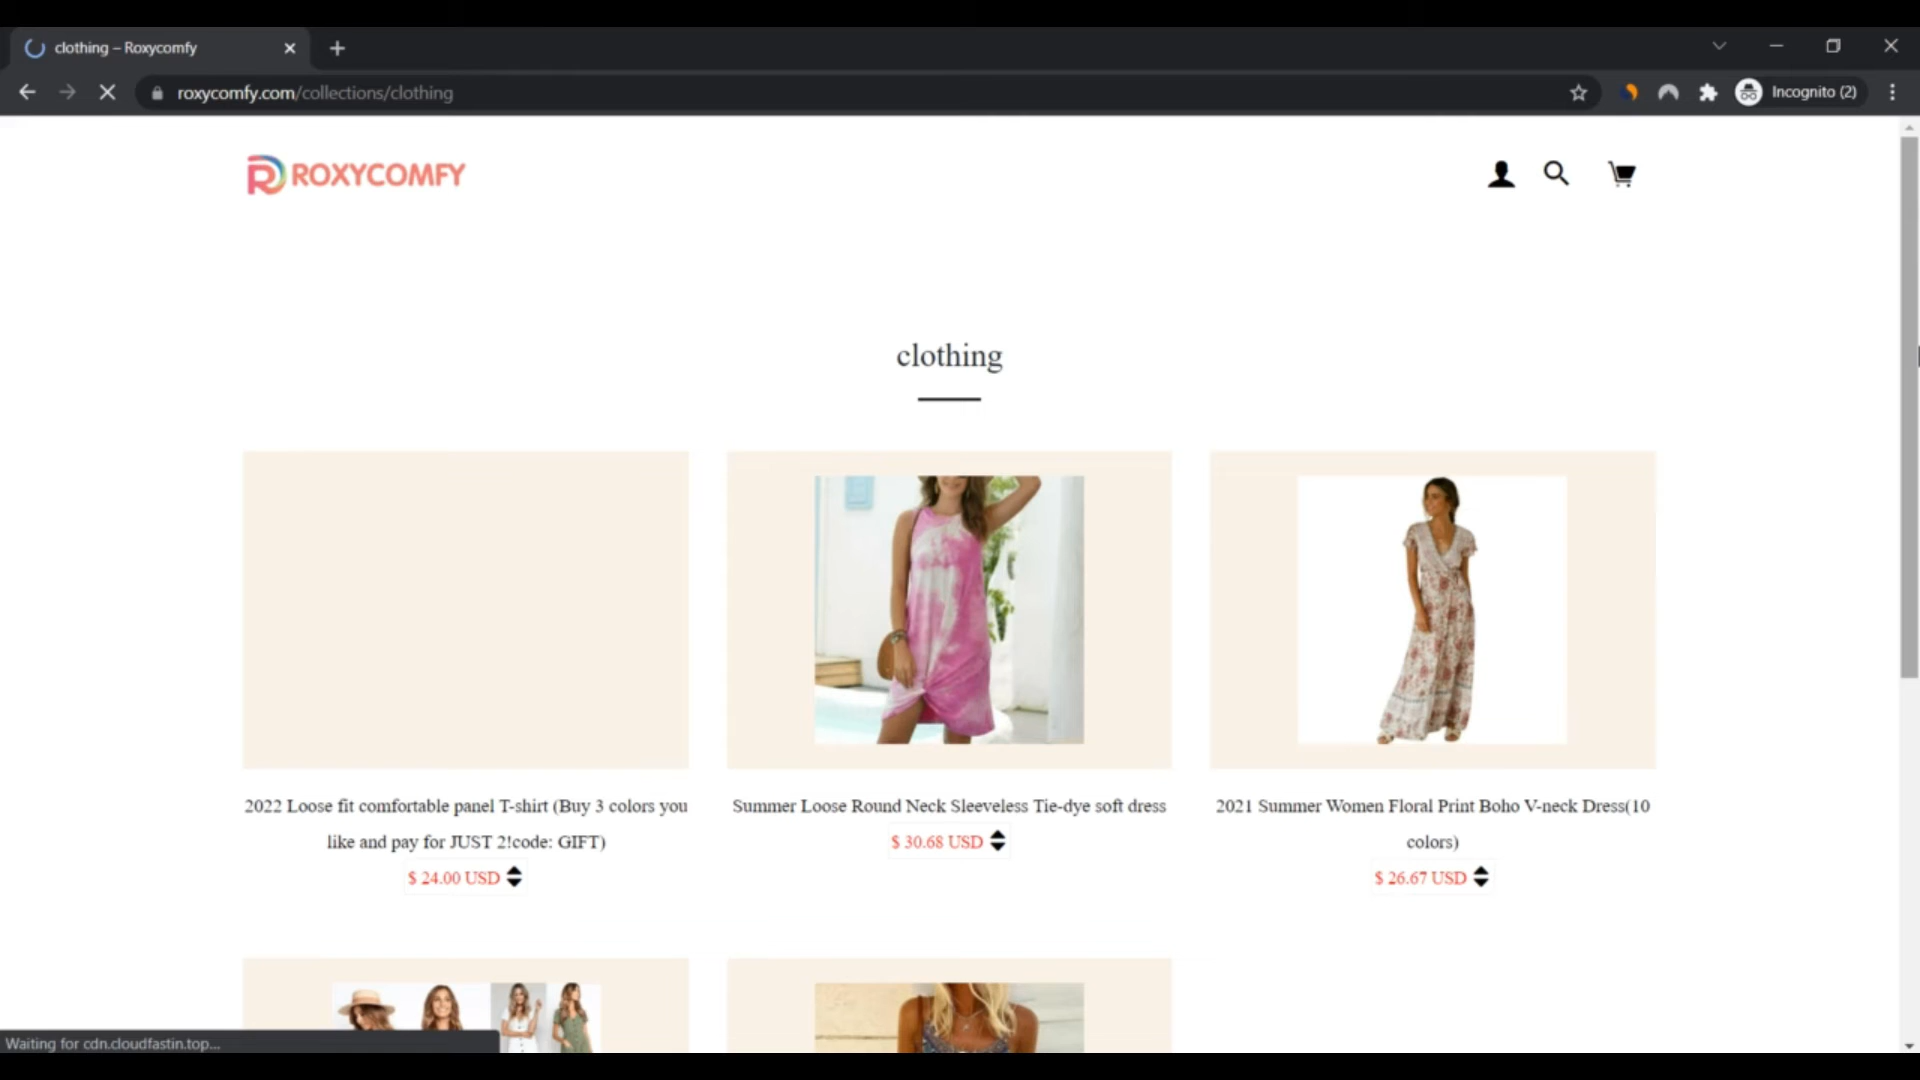 clothing – Roxycomfy
roxycomfy.com/collections/clothing
Incognito (2)
ROXYCOMFY
clothing
2022 Loose fit comfortable panel T-shirt (Buy 3 colors you
like and pay for JUST 2!code: GIFT)
$ 24.00 USD
Summer Loose Round Neck Sleeveless Tie-dye soft dress
$ 30.68 USD
2021 Summer Women Floral Print Boho V-neck Dress(10
colors)
$ 26.67 USD
Waiting for cdn.cloudfastin.top...